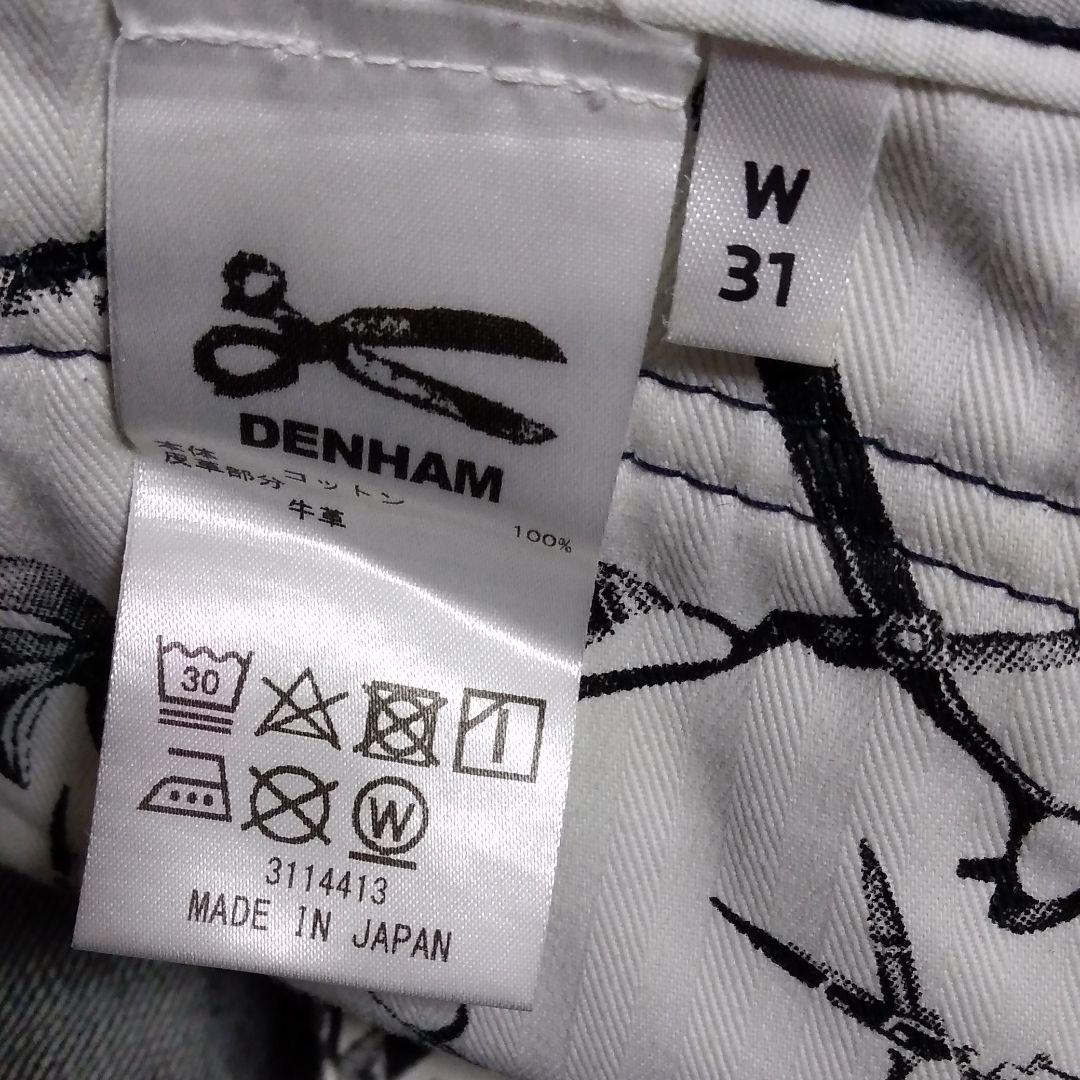 W
31
DENHAM
本体 コットン 100%
皮革部分 牛革
30
W
3114413
MADE IN JAPAN